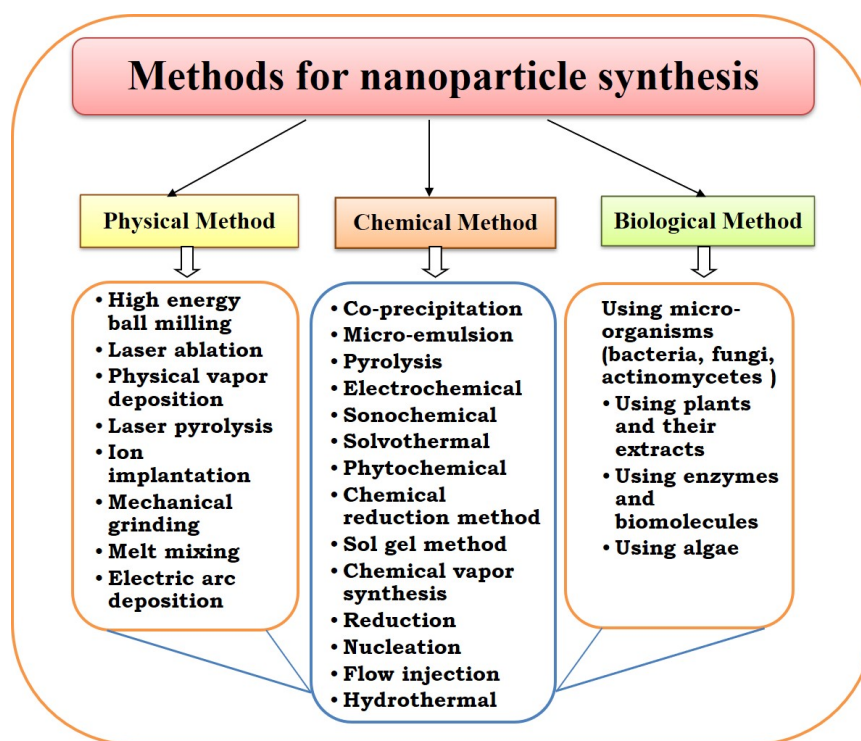 Methods for nanoparticle synthesis
Physical Method
Chemical Method
Biological Method
• High energy
ball milling
• Laser ablation
• Physical vapor
deposition
• Laser pyrolysis
• Ion
implantation
• Mechanical
grinding
• Melt mixing
• Electric arc
deposition
• Co-precipitation
• Micro-emulsion
• Pyrolysis
• Electrochemical
• Sonochemical
• Solvothermal
• Phytochemical
• Chemical
reduction method
• Sol gel method
• Chemical vapor
synthesis
• Reduction
• Nucleation
• Flow injection
• Hydrothermal
Using micro-
organisms
(bacteria, fungi,
actinomycetes )
• Using plants
and their
extracts
• Using enzymes
and
biomolecules
• Using algae